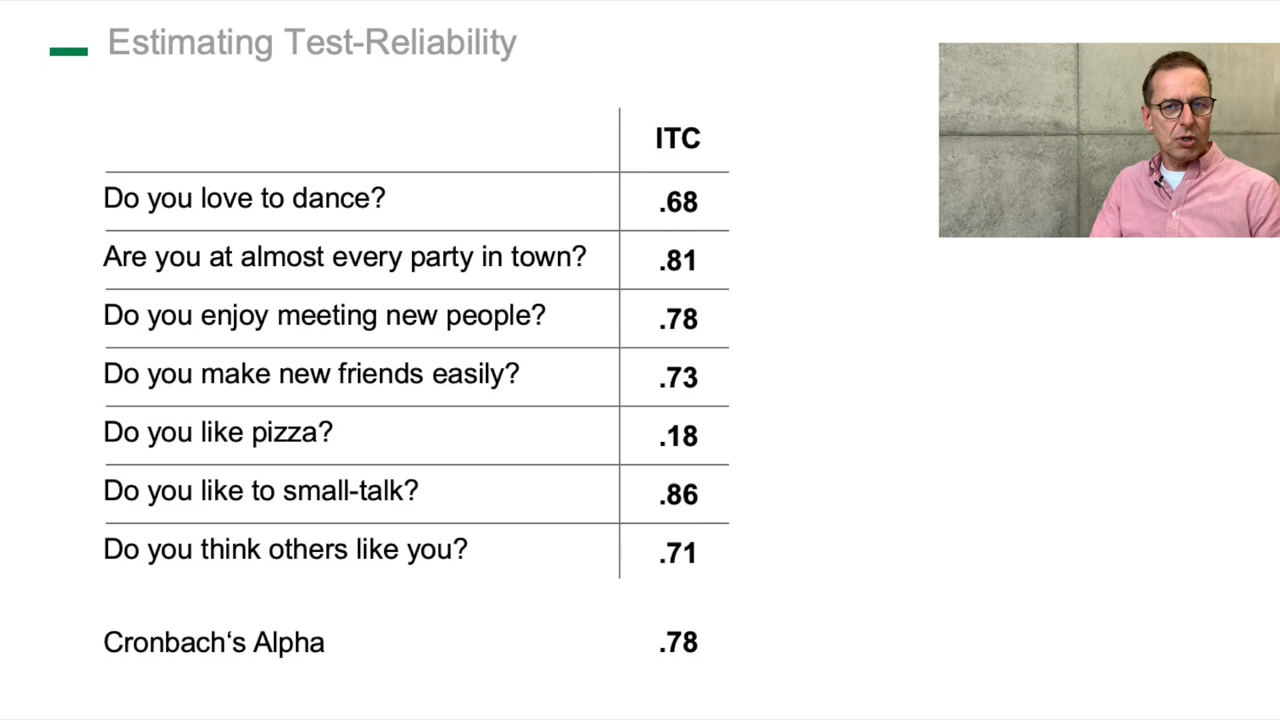 Estimating Test-Reliability
ITC
Do you love to dance? .68
Are you at almost every party in town? .81
Do you enjoy meeting new people? .78
Do you make new friends easily? .73
Do you like pizza? .18
Do you like to small-talk? .86
Do you think others like you? .71
Cronbach‘s Alpha .78